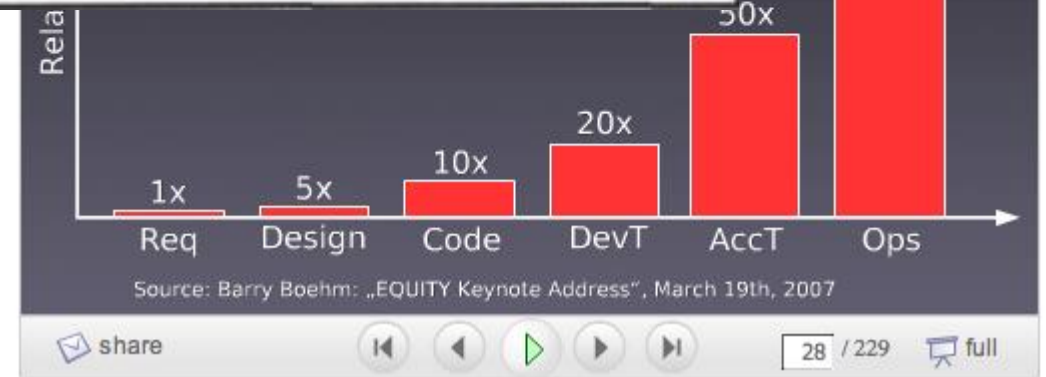 50x
20x
10x
5x
1x
Rela
Req Design Code DevT AccT Ops
Source: Barry Boehm: „EQUITY Keynote Address“, March 19th, 2007
share 28 / 229 full